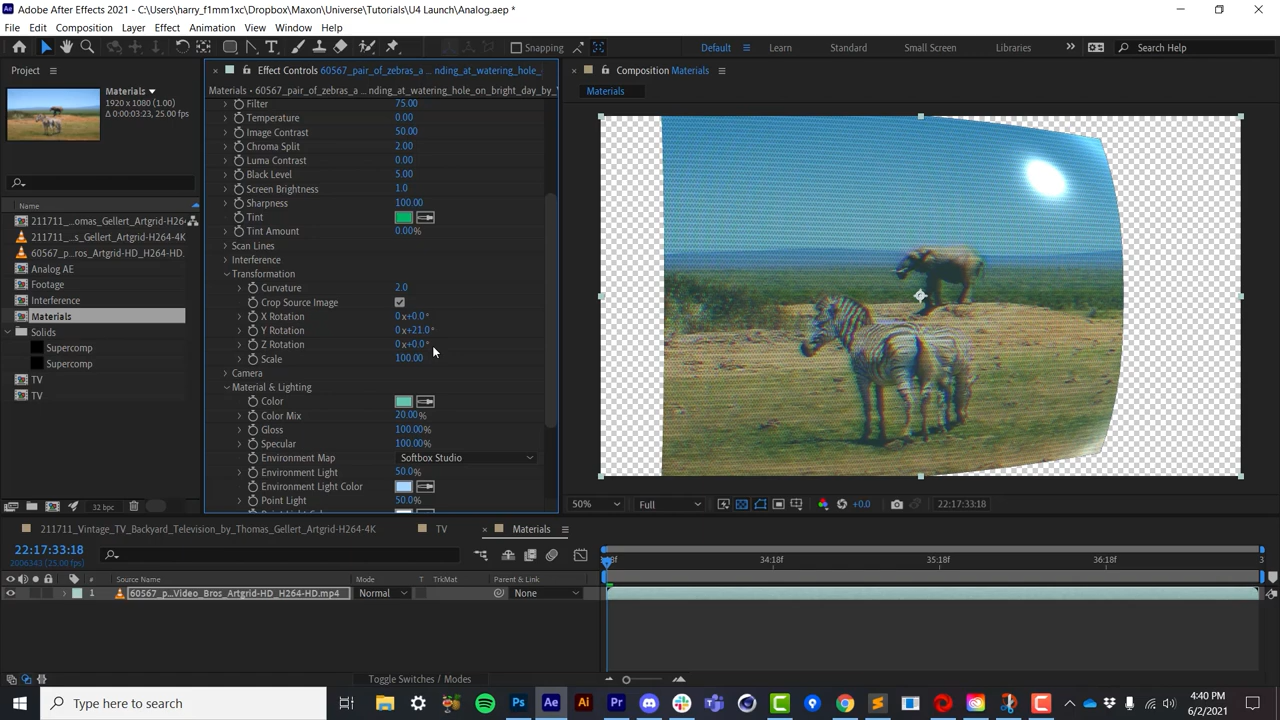 Adobe After Effects 2021 - C:\Users\harry_f1mm1xc\Dropbox\Maxon\Universe\Tutorials\U4 Launch\Analog.aep *
File Edit Composition Layer Effect Animation View Window Help
Snapping
Default Learn Standard Small Screen Libraries Search Help
Project
Materials
1920 x 1080 (1.00)
Δ 0:00:03:23, 25.00 fps
Name
211711_...omas_Gellert_Artgrid-H264
211711_...s_Gellert_Artgrid-H264-4K
60567_p...ros_Artgrid-HD_H264-HD.
Analog AE
Footage
Interference
Materials
Solids
Supercomp
Supercomp
TV
TV
32 bpc
Effect Controls 60567_pair_of_zebras_a ... nding_at_watering_hole_
Materials • 60567_pair_of_zebras_a ... nding_at_watering_hole_on_bright_day_by_
Filter 75.00
Temperature 0.00
Image Contrast 50.00
Chroma Split 2.00
Luma Contrast 0.00
Black Level 5.00
Screen Brightness 1.0
Sharpness 100.00
Tint
Tint Amount 0.00%
Scan Lines
Interference
Transformation
Curvature 2.0
Crop Source Image
X Rotation 0x+0.0°
Y Rotation 0x+21.0°
Z Rotation 0x+0.0°
Scale 100.00
Camera
Material & Lighting
Color
Color Mix 20.00%
Gloss 100.00%
Specular 100.00%
Environment Map Softbox Studio
Environment Light 50.0%
Environment Light Color
Point Light 50.0%
Composition Materials
Materials
50% Full +0.0 22:17:33:18
211711_Vintage_TV_Backyard_Television_by_Thomas_Gellert_Artgrid-H264-4K TV Materials
22:17:33:18
2006343 (25.00 fps)
# Source Name Mode T TrkMat Parent & Link
1 60567_p...Video_Bros_Artgrid-HD_H264-HD.mp4 Normal None
34:18f 35:18f 36:18f
Toggle Switches / Modes
Type here to search
4:40 PM
6/2/2021